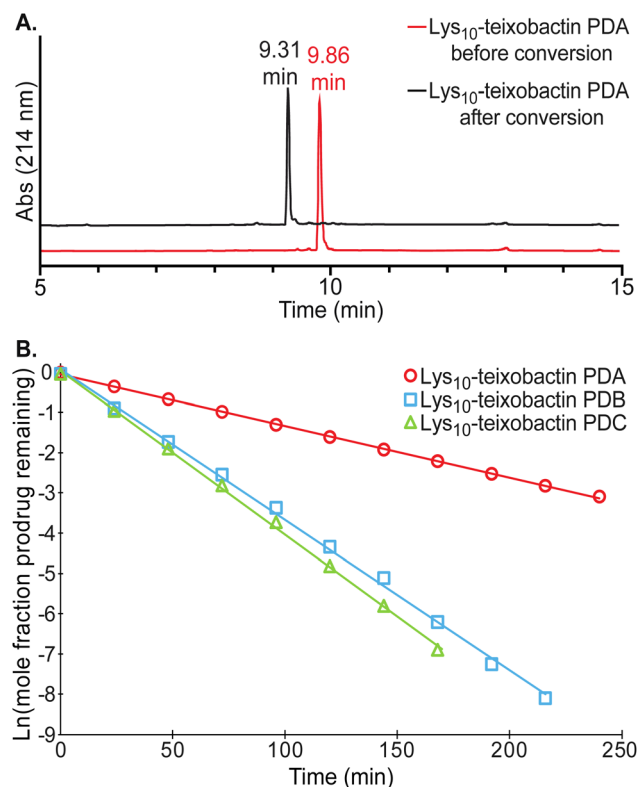 A.
9.31
min
9.86
min
Lys₁₀-teixobactin PDA
before conversion
Lys₁₀-teixobactin PDA
after conversion
Abs (214 nm)
5
10
15
Time (min)
B.
Lys₁₀-teixobactin PDA
Lys₁₀-teixobactin PDB
Lys₁₀-teixobactin PDC
Ln(mole fraction prodrug remaining)
0
-1
-2
-3
-4
-5
-6
-7
-8
-9
0
50
100
150
200
250
Time (min)